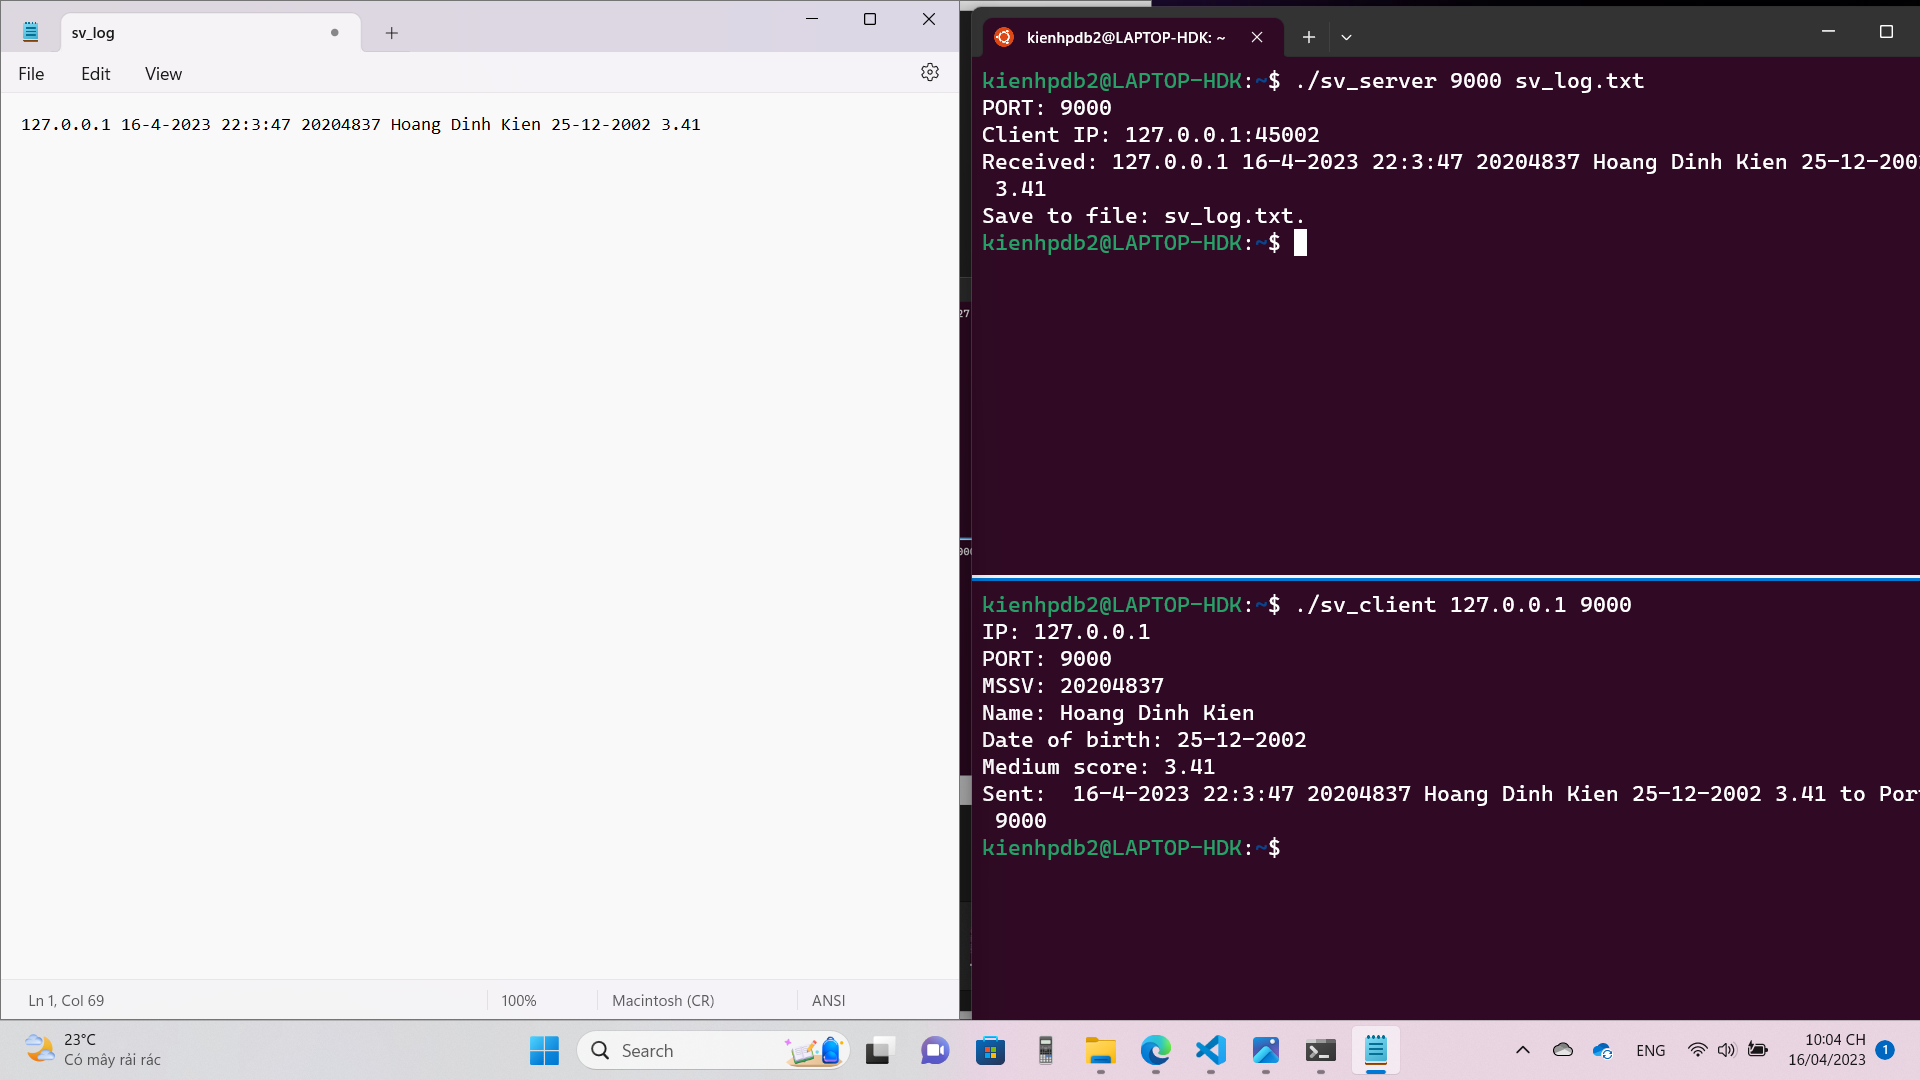 sv_log
File Edit View
127.0.0.1 16-4-2023 22:3:47 20204837 Hoang Dinh Kien 25-12-2002 3.41
Ln 1, Col 69 100% Macintosh (CR) ANSI
kienhpdb2@LAPTOP-HDK: ~
kienhpdb2@LAPTOP-HDK:~$ ./sv_server 9000 sv_log.txt
PORT: 9000
Client IP: 127.0.0.1:45002
Received: 127.0.0.1 16-4-2023 22:3:47 20204837 Hoang Dinh Kien 25-12-200
3.41
Save to file: sv_log.txt.
kienhpdb2@LAPTOP-HDK:~$
kienhpdb2@LAPTOP-HDK:~$ ./sv_client 127.0.0.1 9000
IP: 127.0.0.1
PORT: 9000
MSSV: 20204837
Name: Hoang Dinh Kien
Date of birth: 25-12-2002
Medium score: 3.41
Sent:  16-4-2023 22:3:47 20204837 Hoang Dinh Kien 25-12-2002 3.41 to Por
9000
kienhpdb2@LAPTOP-HDK:~$
23°C
Có mây rải rác
Search
ENG
10:04 CH
16/04/2023
1